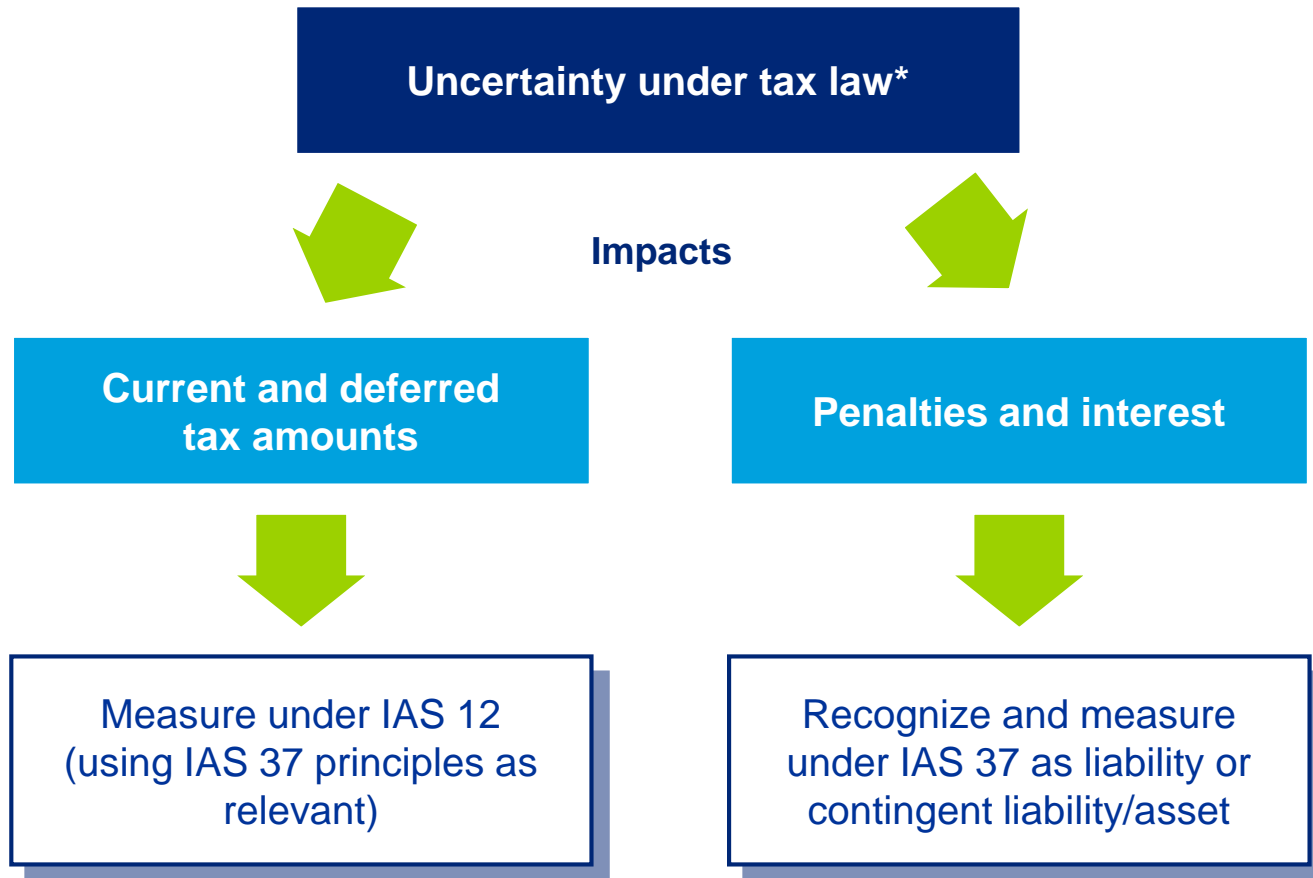 Uncertainty under tax law*
Impacts
Current and deferred
tax amounts
Penalties and interest
Measure under IAS 12
(using IAS 37 principles as
relevant)
Recognize and measure
under IAS 37 as liability or
contingent liability/asset